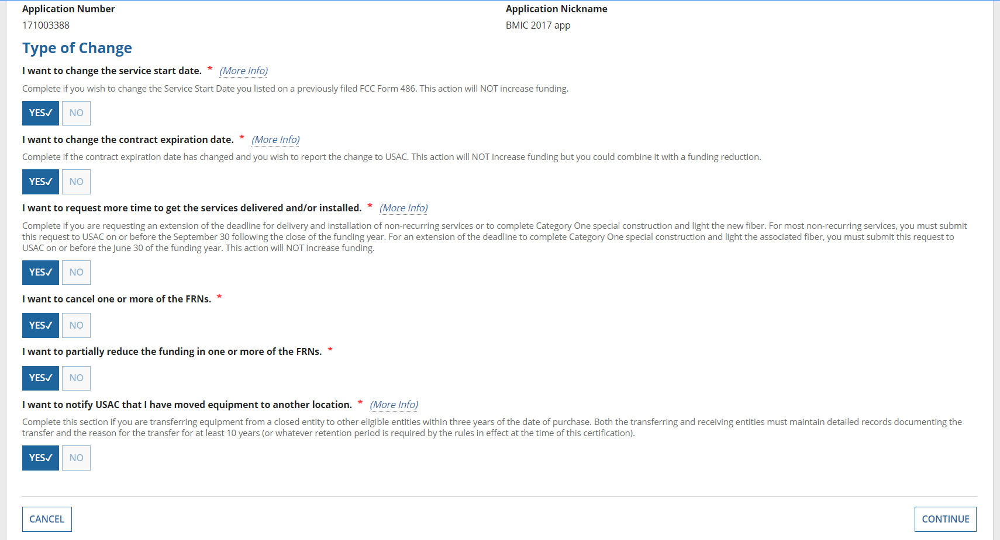 Application Number
Application Nickname
171003388
BMIC 2017 app
Type of Change
I want to change the service start date. * (More Info)
Complete if you wish to change the Service Start Date you listed on a previously filed FCC Form 486. This action will NOT increase funding.
YES✓ NO
I want to change the contract expiration date. * (More Info)
Complete if the contract expiration date has changed and you wish to report the change to USAC. This action will NOT increase funding but you could combine it with a funding reduction.
YES✓ NO
I want to request more time to get the services delivered and/or installed. * (More Info)
Complete if you are requesting an extension of the deadline for delivery and installation of non-recurring services or to complete Category One special construction and light the new fiber. For most non-recurring services, you must submit
this request to USAC on or before the September 30 following the close of the funding year. For an extension of the deadline to complete Category One special construction and light the associated fiber, you must submit this request to
USAC on or before the June 30 of the funding year. This action will NOT increase funding.
YES✓ NO
I want to cancel one or more of the FRNs. *
YES✓ NO
I want to partially reduce the funding in one or more of the FRNs. *
YES✓ NO
I want to notify USAC that I have moved equipment to another location. * (More Info)
Complete this section if you are transferring equipment from a closed entity to other eligible entities within three years of the date of purchase. Both the transferring and receiving entities must maintain detailed records documenting the
transfer and the reason for the transfer for at least 10 years (or whatever retention period is required by the rules in effect at the time of this certification).
YES✓ NO
CANCEL
CONTINUE